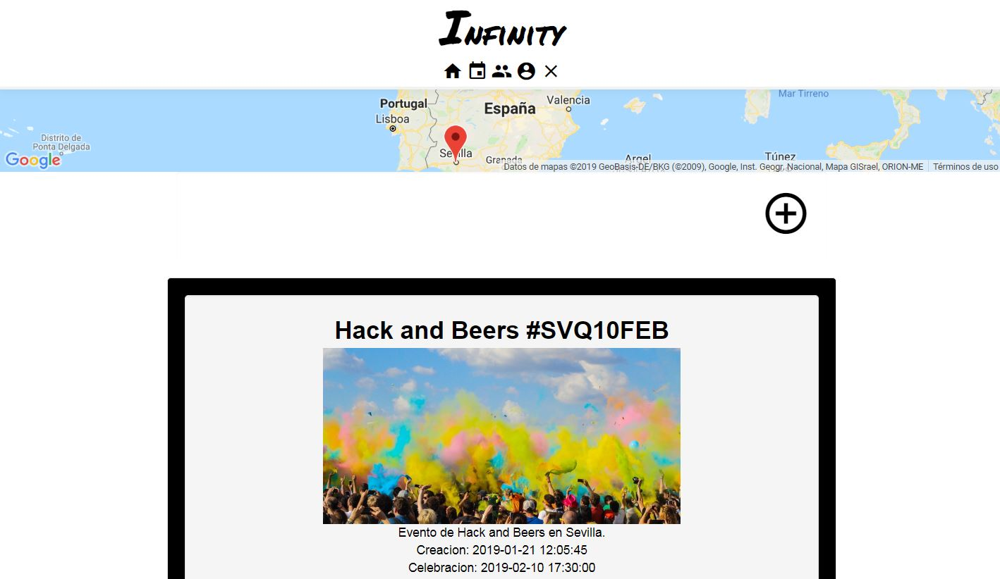 INFINITY
Mar Tirreno
Valencia
Portugal
España
Lisboa
Distrito de
Ponta Delgada
Sevilla
Google
Granada
Argel
Túnez
Datos de mapas ©2019 GeoBasis-DE/BKG (©2009), Google, Inst. Geogr. Nacional, Mapa GISrael, ORION-ME
Términos de uso
Hack and Beers #SVQ10FEB
Evento de Hack and Beers en Sevilla.
Creacion: 2019-01-21 12:05:45
Celebracion: 2019-02-10 17:30:00